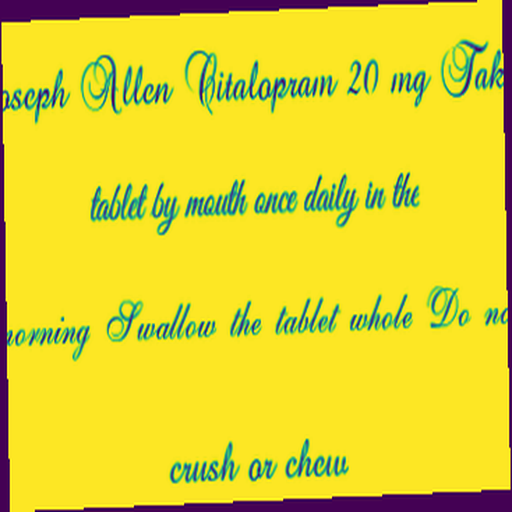 oseph Allen Citalopram 20 mg Tak
tablet by mouth once daily in the
orning Swallow the tablet whole Do no
crush or chew